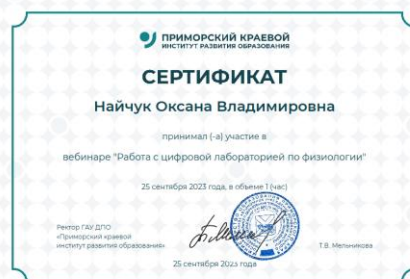 ПРИМОРСКИЙ КРАЕВОЙ
ИНСТИТУТ РАЗВИТИЯ ОБРАЗОВАНИЯ
СЕРТИФИКАТ
Найчук Оксана Владимировна
принимал (-а) участие в
вебинаре "Работа с цифровой лабораторией по физиологии"
25 сентября 2023 года, в объеме 1 (час)
Ректор ГАУ ДПО
«Приморский краевой
институт развития образования»
Т.В. Мельникова
25 сентября 2023 года